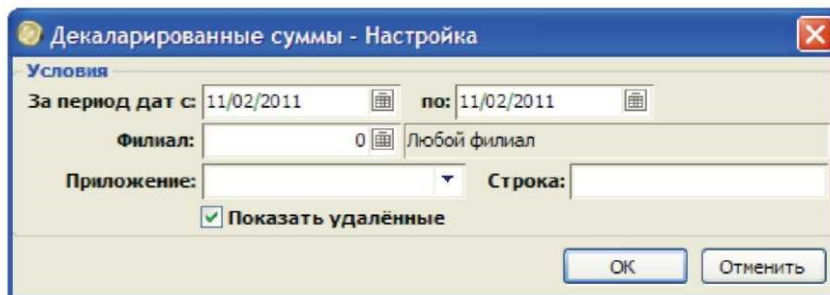 Декаларированные суммы - Настройка
Условия
За период дат с: 11/02/2011 по: 11/02/2011
Филиал: 0 Любой филиал
Приложение: Строка:
Показать удалённые
ОК Отменить